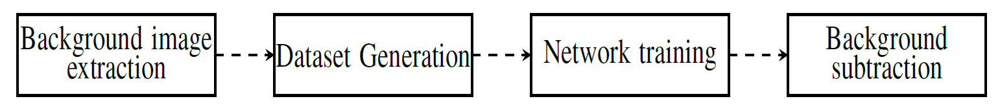 Background image
extraction
Dataset Generation
Network training
Background
subtraction